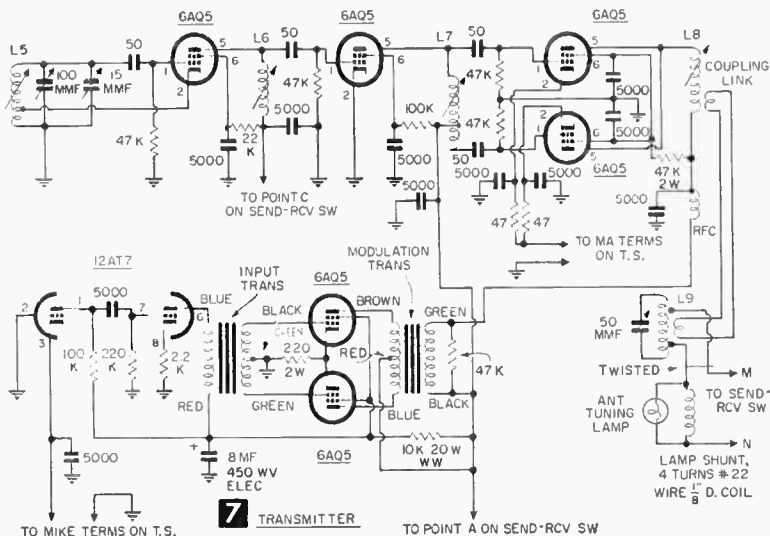 6AQ5
6AQ5
6AQ5
L5
50
5
6
1
2
L6
50
5
6
1
2
L7
50
5
6
1
2
L8
COUPLING LINK
100 MMF
15 MMF
47K
5000
22 K
5000
47K
5000
100K
47K
47K
50
5000
5000
5000
2
1
6
5
6AQ5
5000
5000
47
47
47K
2W
5000
RFC
TO POINT C
ON SEND-RCV SW
TO MA TERMS
ON T.S.
12AT7
2
3
1
5000
7
8
6
100 K
220 K
2.2 K
BLUE
INPUT
TRANS
RED
BLACK
GREEN
GREEN
220
2W
6AQ5
6AQ5
MODULATION
TRANS
BROWN
RED
BLUE
GREEN
BLACK
47K
10K 20W
WW
+
8 MF
450 WV
ELEC
5000
50
MMF
L9
TWISTED
M
TO SEND-
RCV SW
N
ANT
TUNING
LAMP
LAMP SHUNT,
4 TURNS #22
WIRE 1/8" D. COIL
TO MIKE TERMS ON T.S.
7 TRANSMITTER
TO POINT A ON SEND-RCV SW